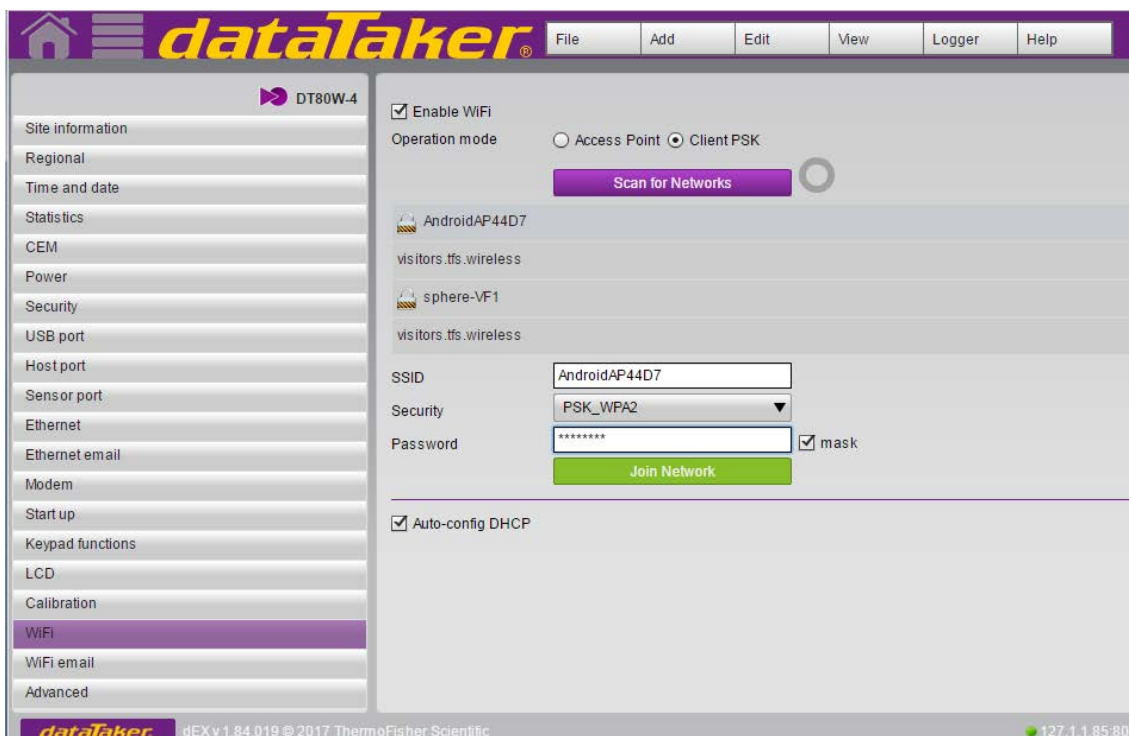 dataTaker®
File Add Edit View Logger Help
DT80W-4
Site information
Regional
Time and date
Statistics
CEM
Power
Security
USB port
Host port
Sensor port
Ethernet
Ethernet email
Modem
Start up
Keypad functions
LCD
Calibration
WiFi
WiFi email
Advanced
Enable WiFi
Operation mode Access Point Client PSK
Scan for Networks
AndroidAP44D7
visitors.tfs.wireless
sphere-VF1
visitors.tfs.wireless
SSID AndroidAP44D7
Security PSK_WPA2
Password ******** mask
Join Network
Auto-config DHCP
dataTaker dEX v 1.84.019 © 2017 ThermoFisher Scientific 127.1.1.85:80